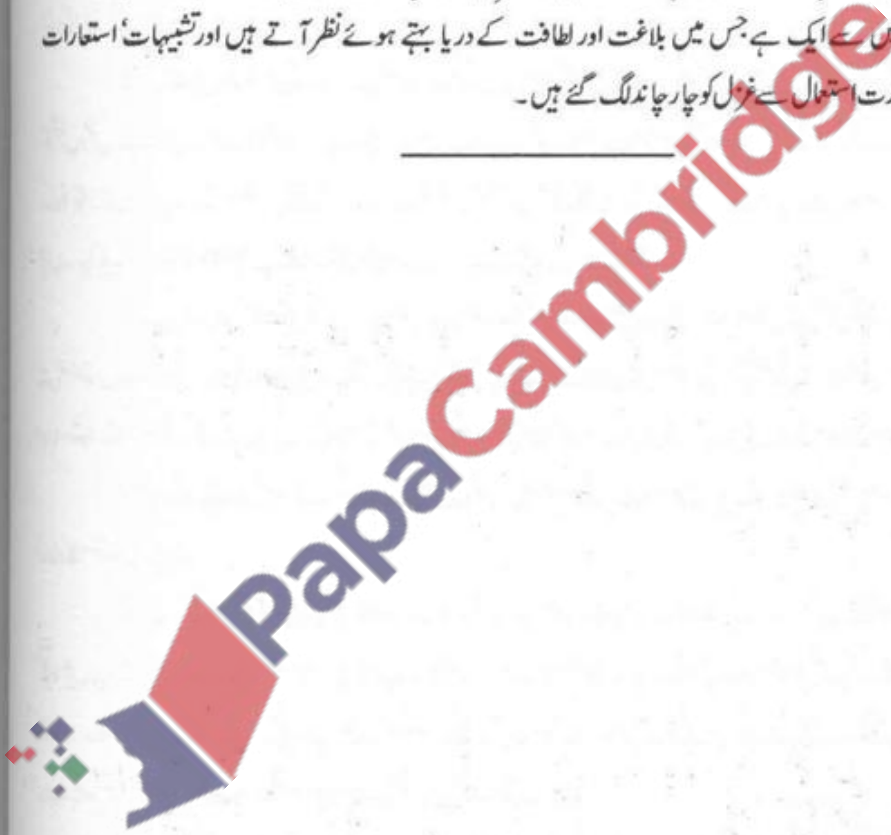 سے ایک ہے جس میں بلاغت اور لطافت کے دریا بہتے ہوئے نظر آتے ہیں اور تشبیہات‘ استعارات
استعمال سے غزل کو چار چاند لگ گئے ہیں۔
PapaCambridge